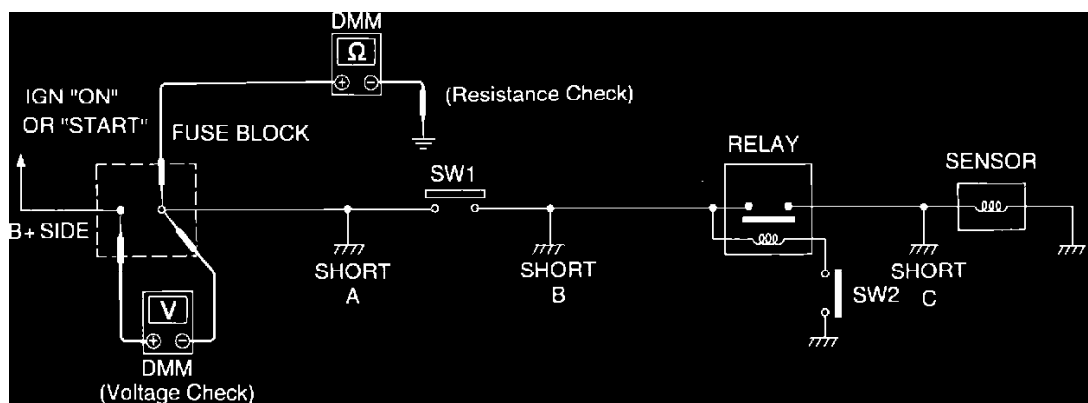 DMM
Ω
+ −
(Resistance Check)
IGN "ON"
OR "START"
FUSE BLOCK
RELAY
SENSOR
SW1
B+ SIDE
SHORT
A
SHORT
B
SW2
SHORT
C
V
+ −
DMM
(Voltage Check)